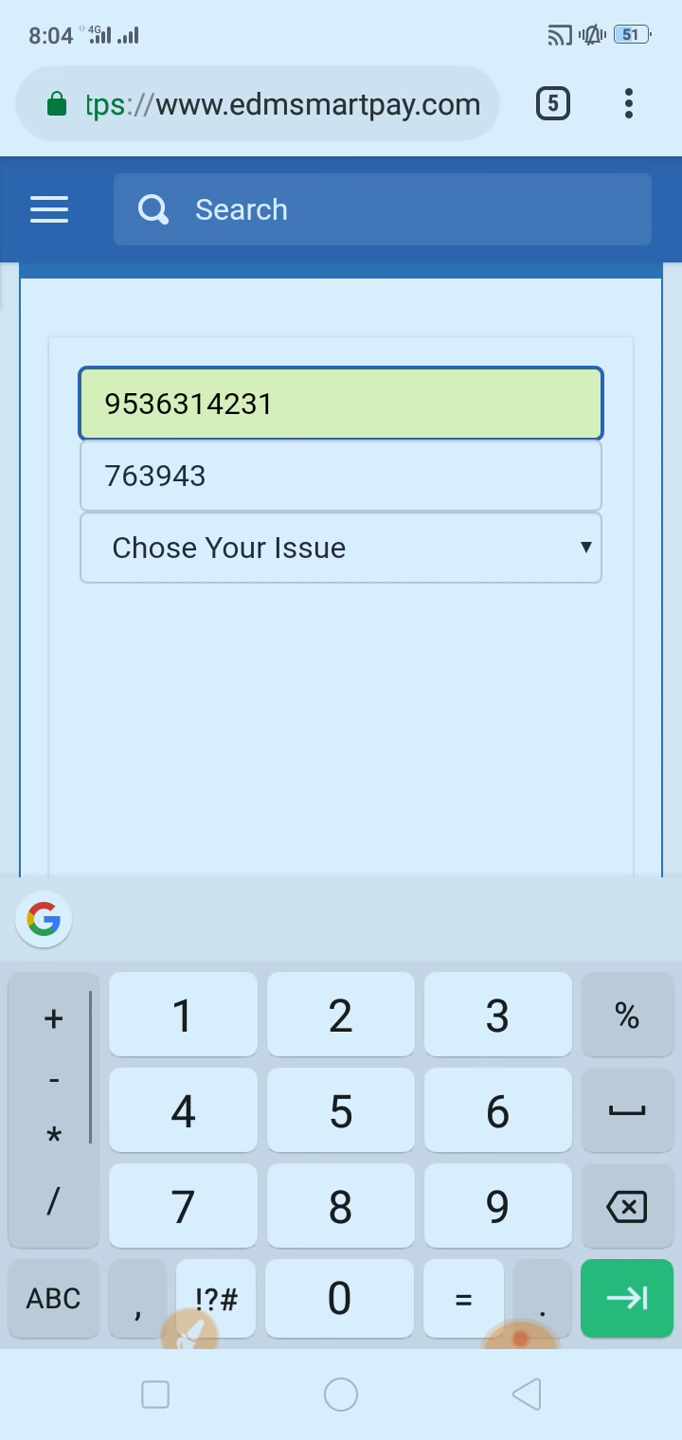 8:04 4G 51
tps://www.edmsmartpay.com 5
Search
9536314231
763943
Chose Your Issue
+ 1 2 3 %
- 4 5 6
*
/ 7 8 9
ABC , !?# 0 = .